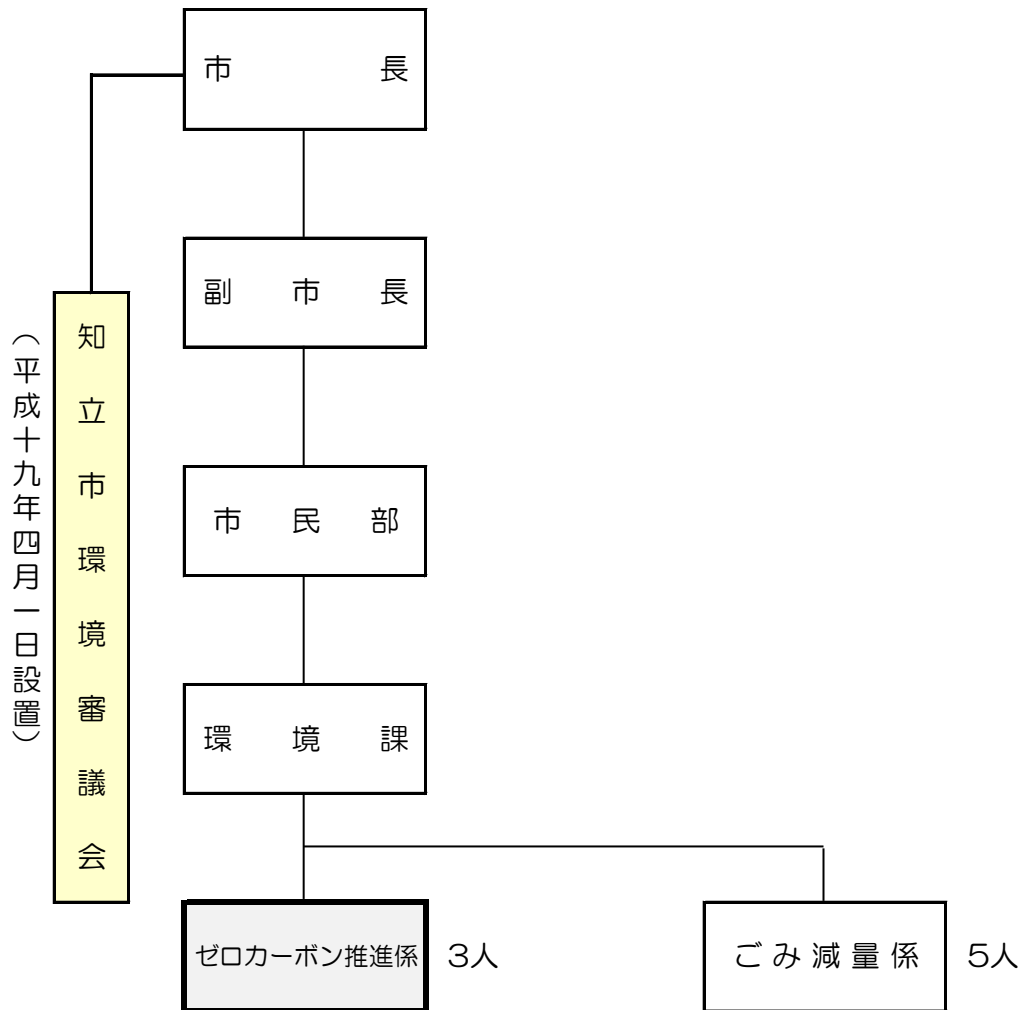 市長
副市長
知立市環境審議会
（平成十九年四月一日設置）
市民部
環境課
ゼロカーボン推進係
3人
ごみ減量係
5人